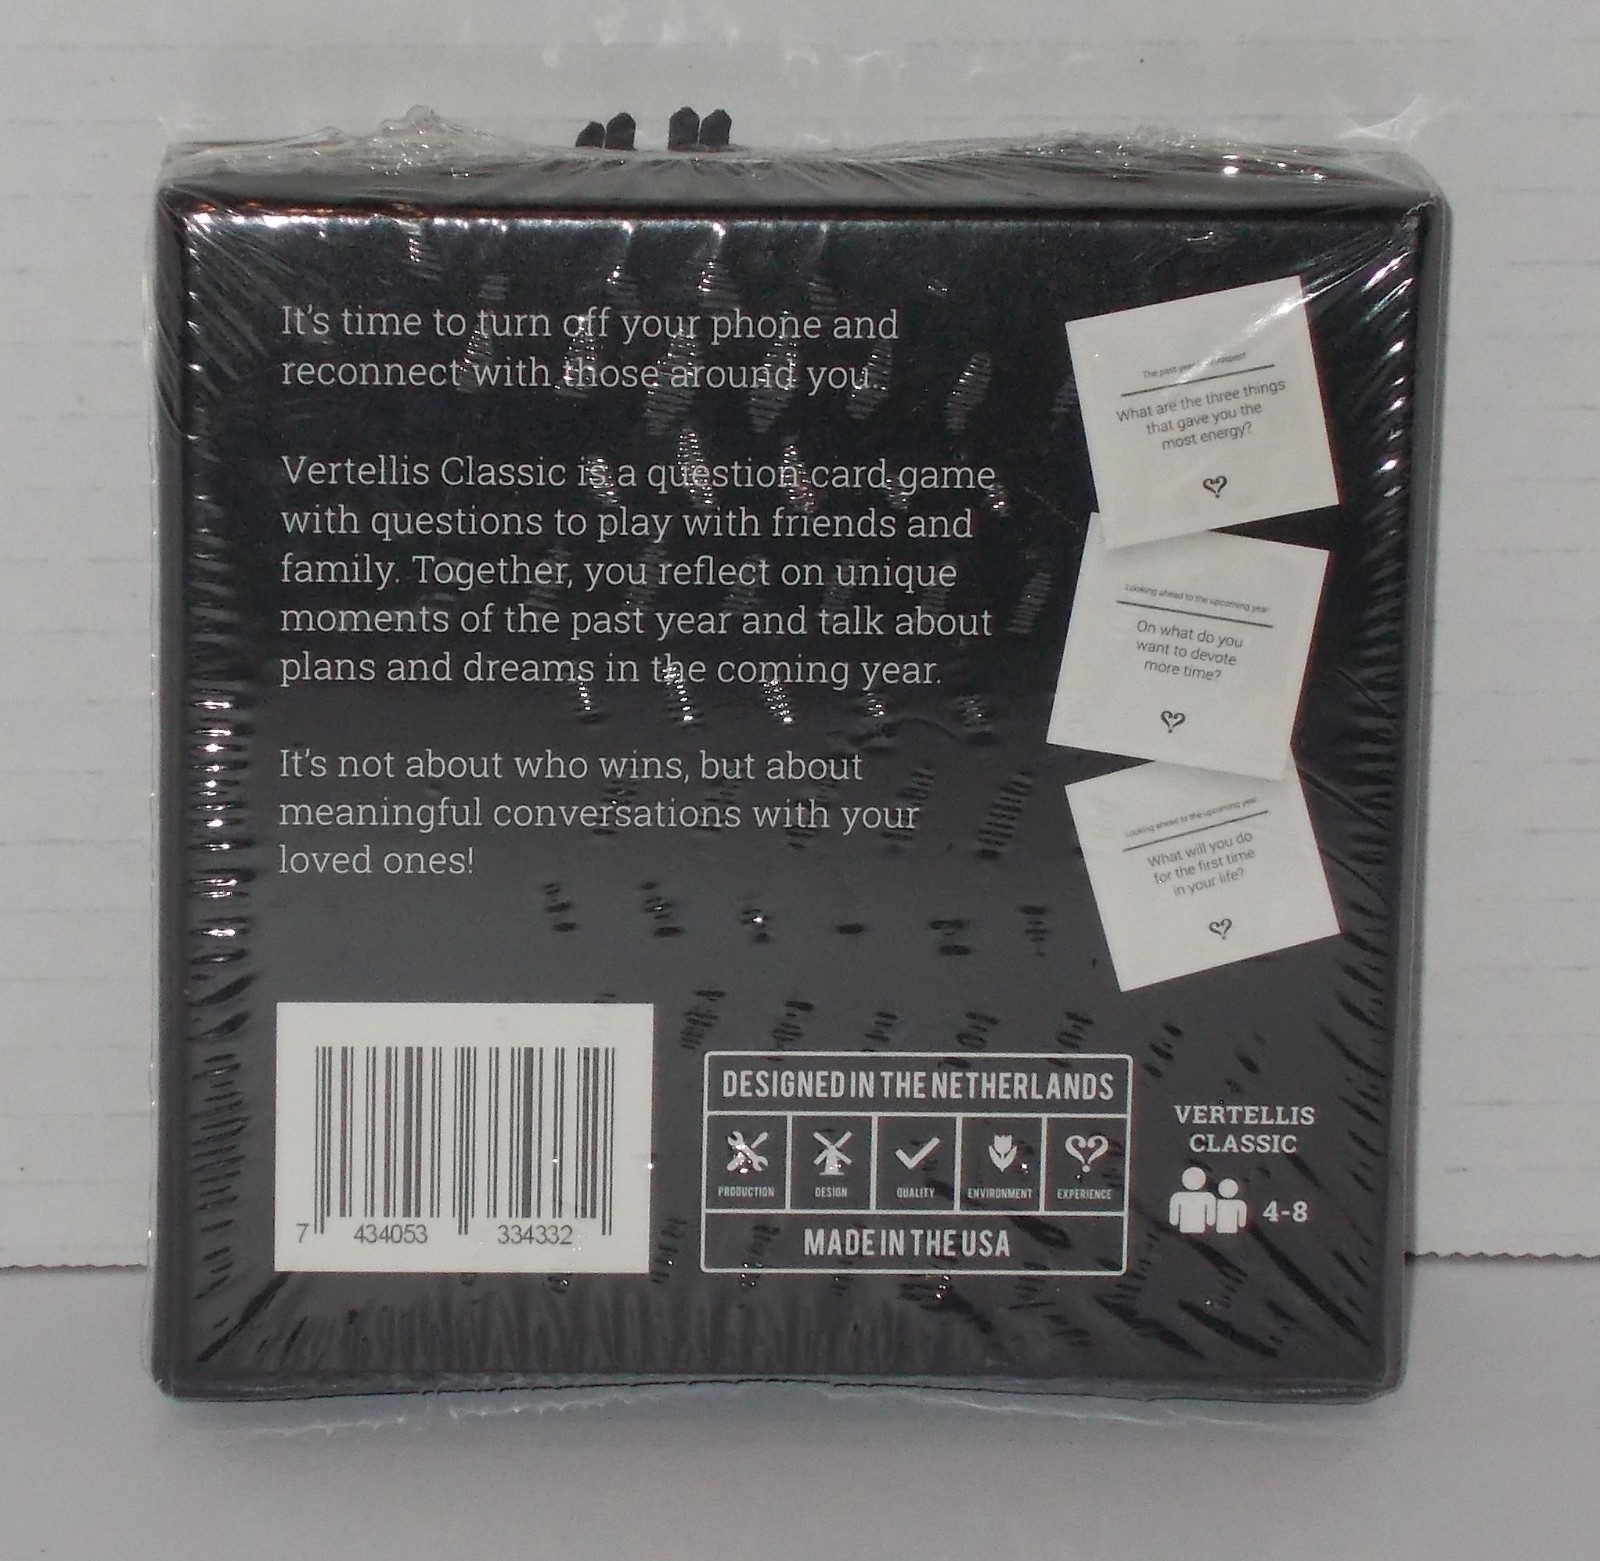 It's time to turn off your phone and
reconnect with those around you.
Vertellis Classic is a question card game
with questions to play with friends and
family. Together, you reflect on unique
moments of the past year and talk about
plans and dreams in the coming year.
It's not about who wins, but about
meaningful conversations with your
loved ones!
The past year
What are the three things
that gave you the
most energy?
Looking ahead to the upcoming year
On what do you
want to devote
more time?
Looking ahead to the upcoming year
What will you do
for the first time
in your life?
7 434053 334332
DESIGNED IN THE NETHERLANDS
PRODUCTION DESIGN QUALITY ENVIRONMENT EXPERIENCE
MADE IN THE USA
VERTELLIS
CLASSIC
4-8